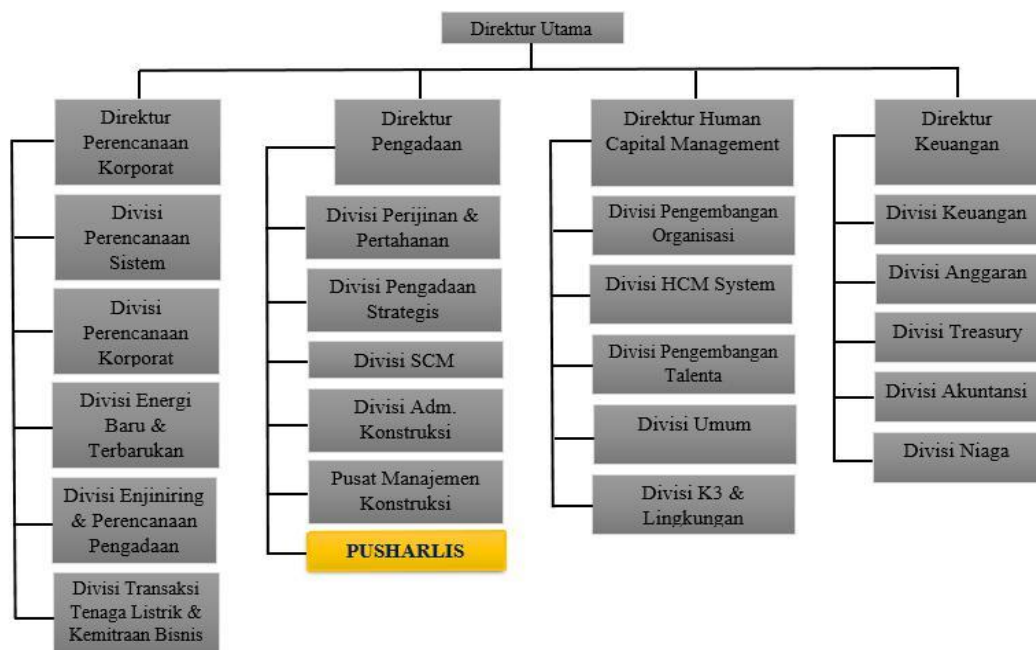 Direktur Utama
Direktur
Perencanaan
Korporat
Divisi
Perencanaan
Sistem
Divisi
Perencanaan
Korporat
Divisi Energi
Baru &
Terbarukan
Divisi Enjiniring
& Perencanaan
Pengadaan
Divisi Transaksi
Tenaga Listrik &
Kemitraan Bisnis
Direktur
Pengadaan
Divisi Perijinan &
Pertahanan
Divisi Pengadaan
Strategis
Divisi SCM
Divisi Adm.
Konstruksi
Pusat Manajemen
Konstruksi
PUSHARLIS
Direktur Human
Capital Management
Divisi Pengembangan
Organisasi
Divisi HCM System
Divisi Pengembangan
Talenta
Divisi Umum
Divisi K3 &
Lingkungan
Direktur
Keuangan
Divisi Keuangan
Divisi Anggaran
Divisi Treasury
Divisi Akuntansi
Divisi Niaga